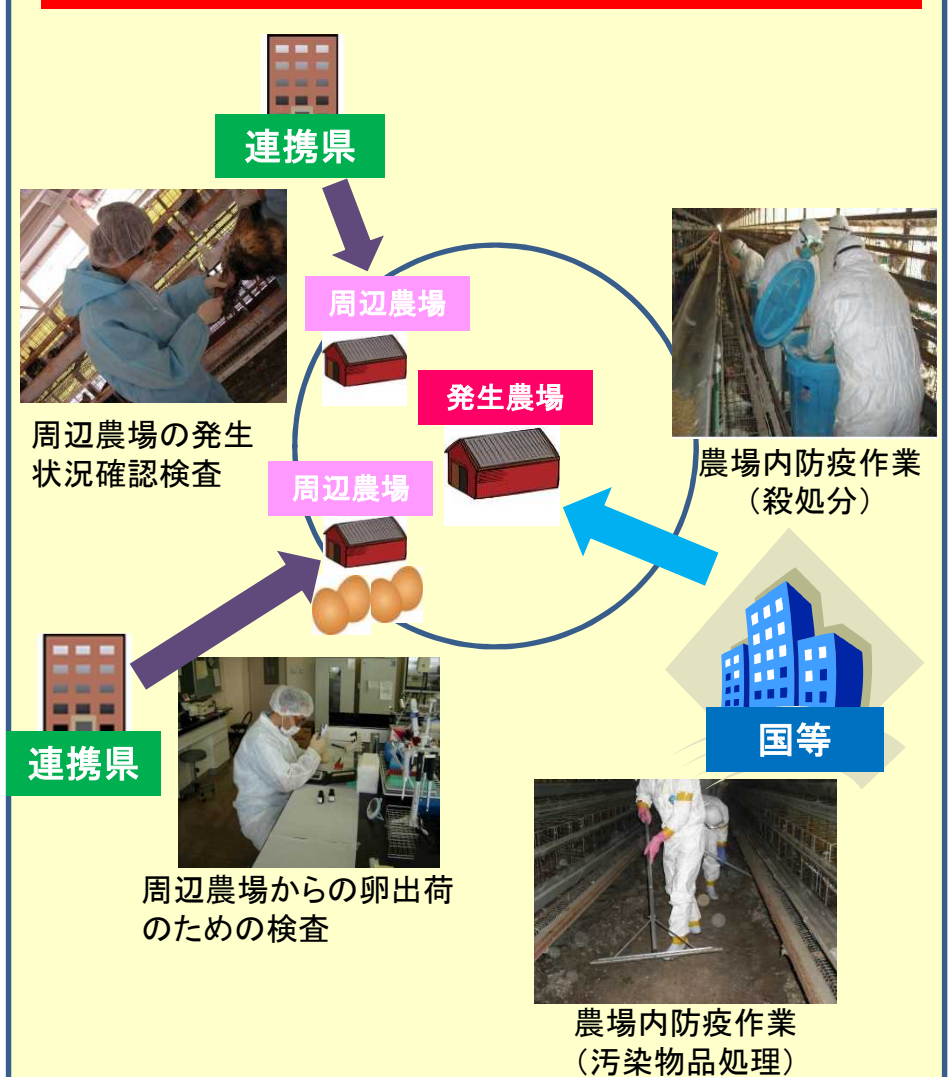 連携県
周辺農場
発生農場
周辺農場の発生
状況確認検査
農場内防疫作業
（殺処分）
周辺農場
連携県
国等
周辺農場からの卵出荷
のための検査
農場内防疫作業
（汚染物品処理）